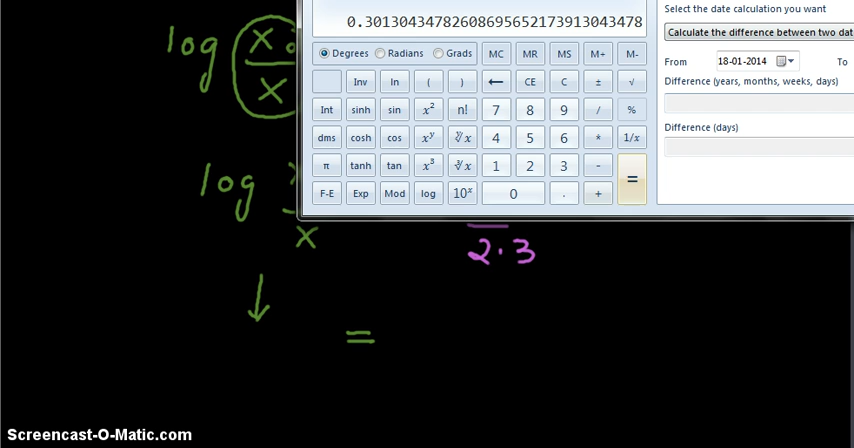 0.3013043478260869565217391304​3478
Select the date calculation you want
Calculate the difference between two dat
Degrees Radians Grads MC MR MS M+ M-
From 18-01-2014 To
Inv ln ( ) ← CE C ± √
Difference (years, months, weeks, days)
Int sinh sin x² n! 7 8 9 / %
dms cosh cos xʸ ʸ√x 4 5 6 * 1/x
Difference (days)
π tanh tan x³ ³√x 1 2 3 - =
F-E Exp Mod log 10ˣ 0 . +
log x
x
log
x
2.3
↓
=
Screencast-O-Matic.com